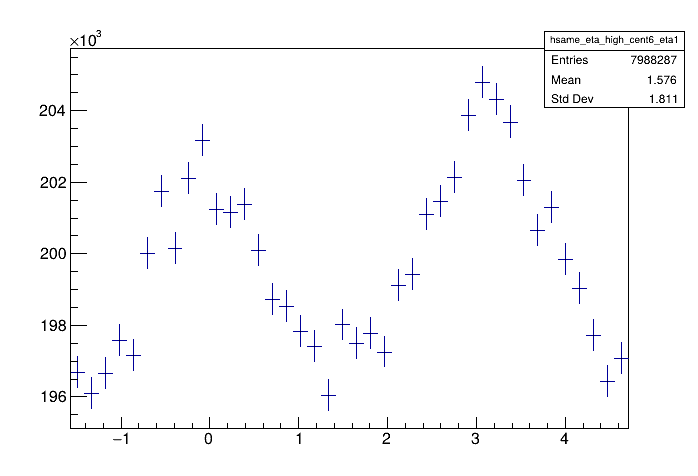 ×10³
hsame_eta_high_cent6_eta1
Entries 7988287
Mean 1.576
Std Dev 1.811
204
202
200
198
196
−1 0 1 2 3 4